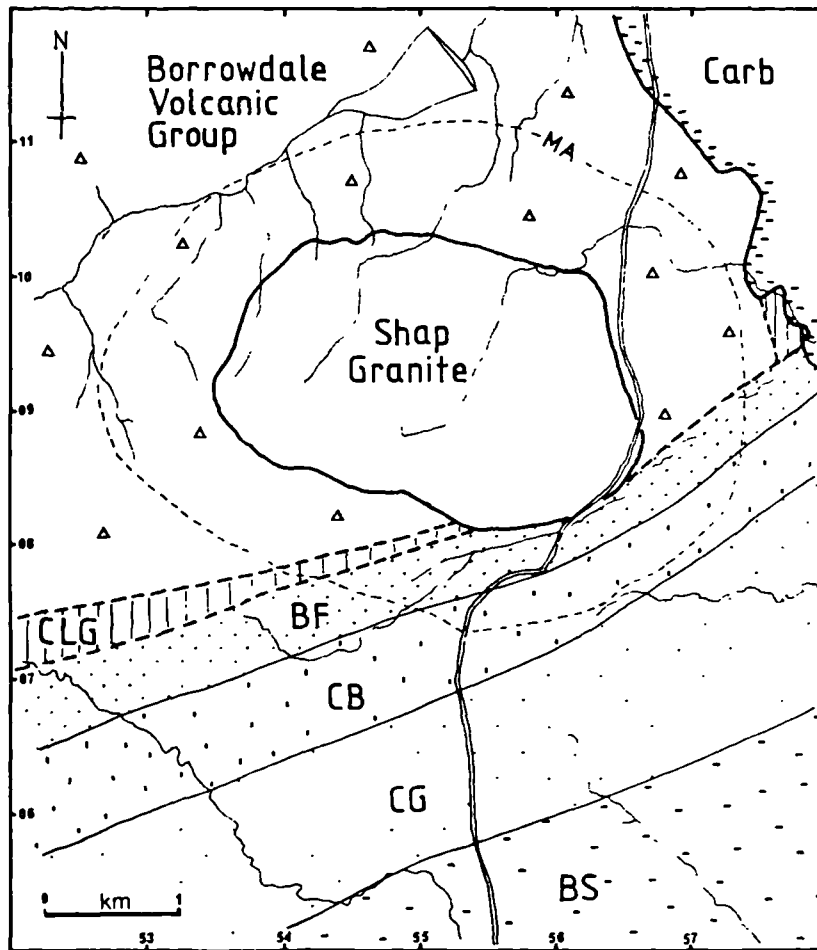 N
Borrowdale
Volcanic
Group
Carb
MA
11
10
Shap
Granite
09
08
CLG
BF
07
CB
CG
06
BS
0 km 1
53 54 55 56 57